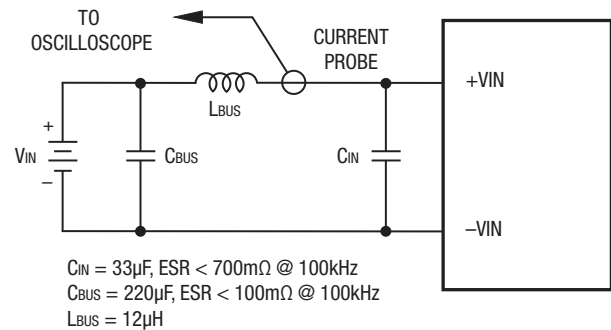 TO
OSCILLOSCOPE
CURRENT
PROBE
+VIN
LBUS
+
VIN
–
CBUS
CIN
–VIN
CIN = 33µF, ESR < 700mΩ @ 100kHz
CBUS = 220µF, ESR < 100mΩ @ 100kHz
LBUS = 12µH